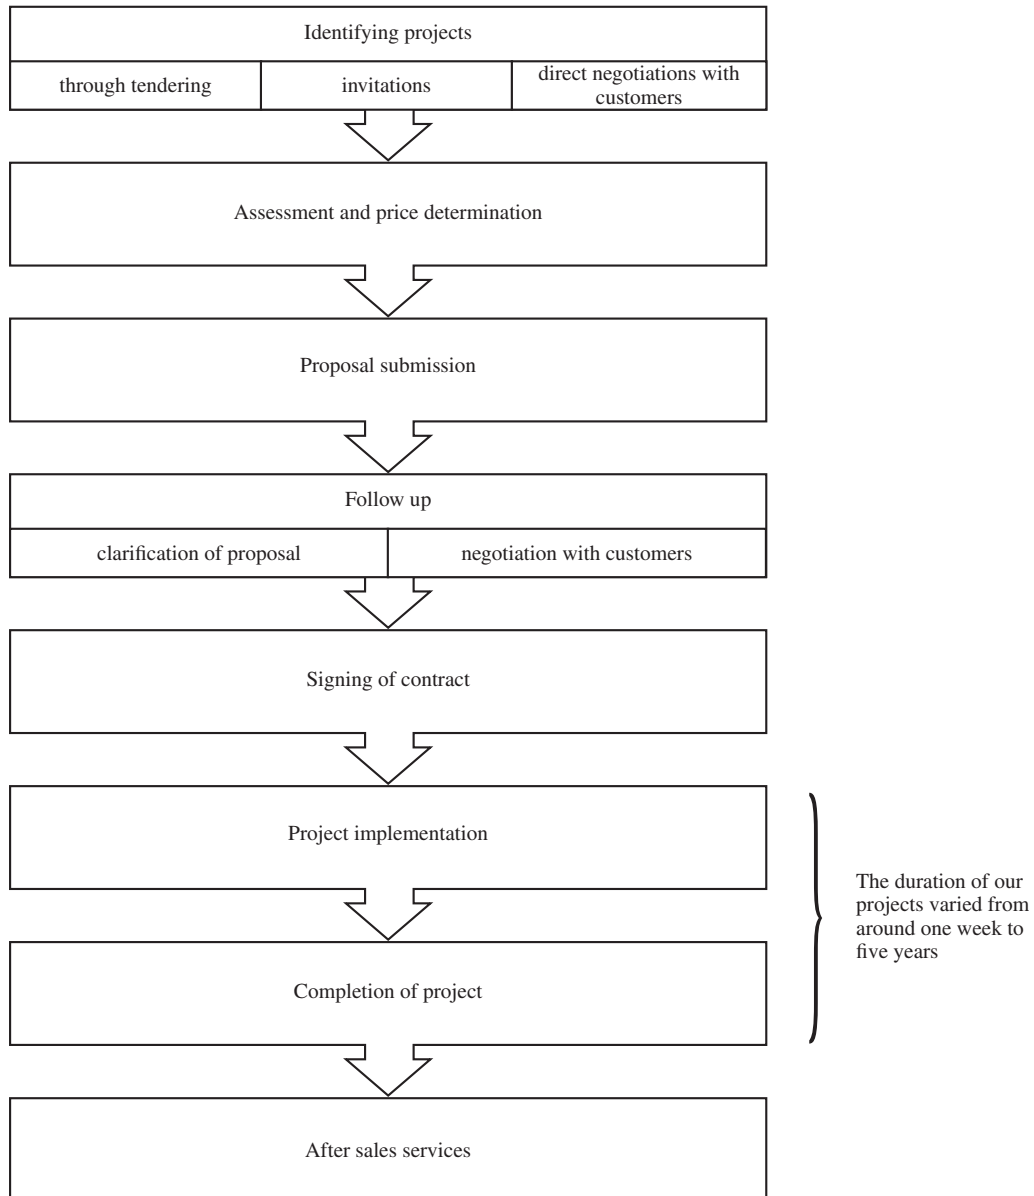 Identifying projects
through tendering
invitations
direct negotiations with
customers
Assessment and price determination
Proposal submission
Follow up
clarification of proposal
negotiation with customers
Signing of contract
Project implementation
The duration of our
projects varied from
around one week to
five years
Completion of project
After sales services